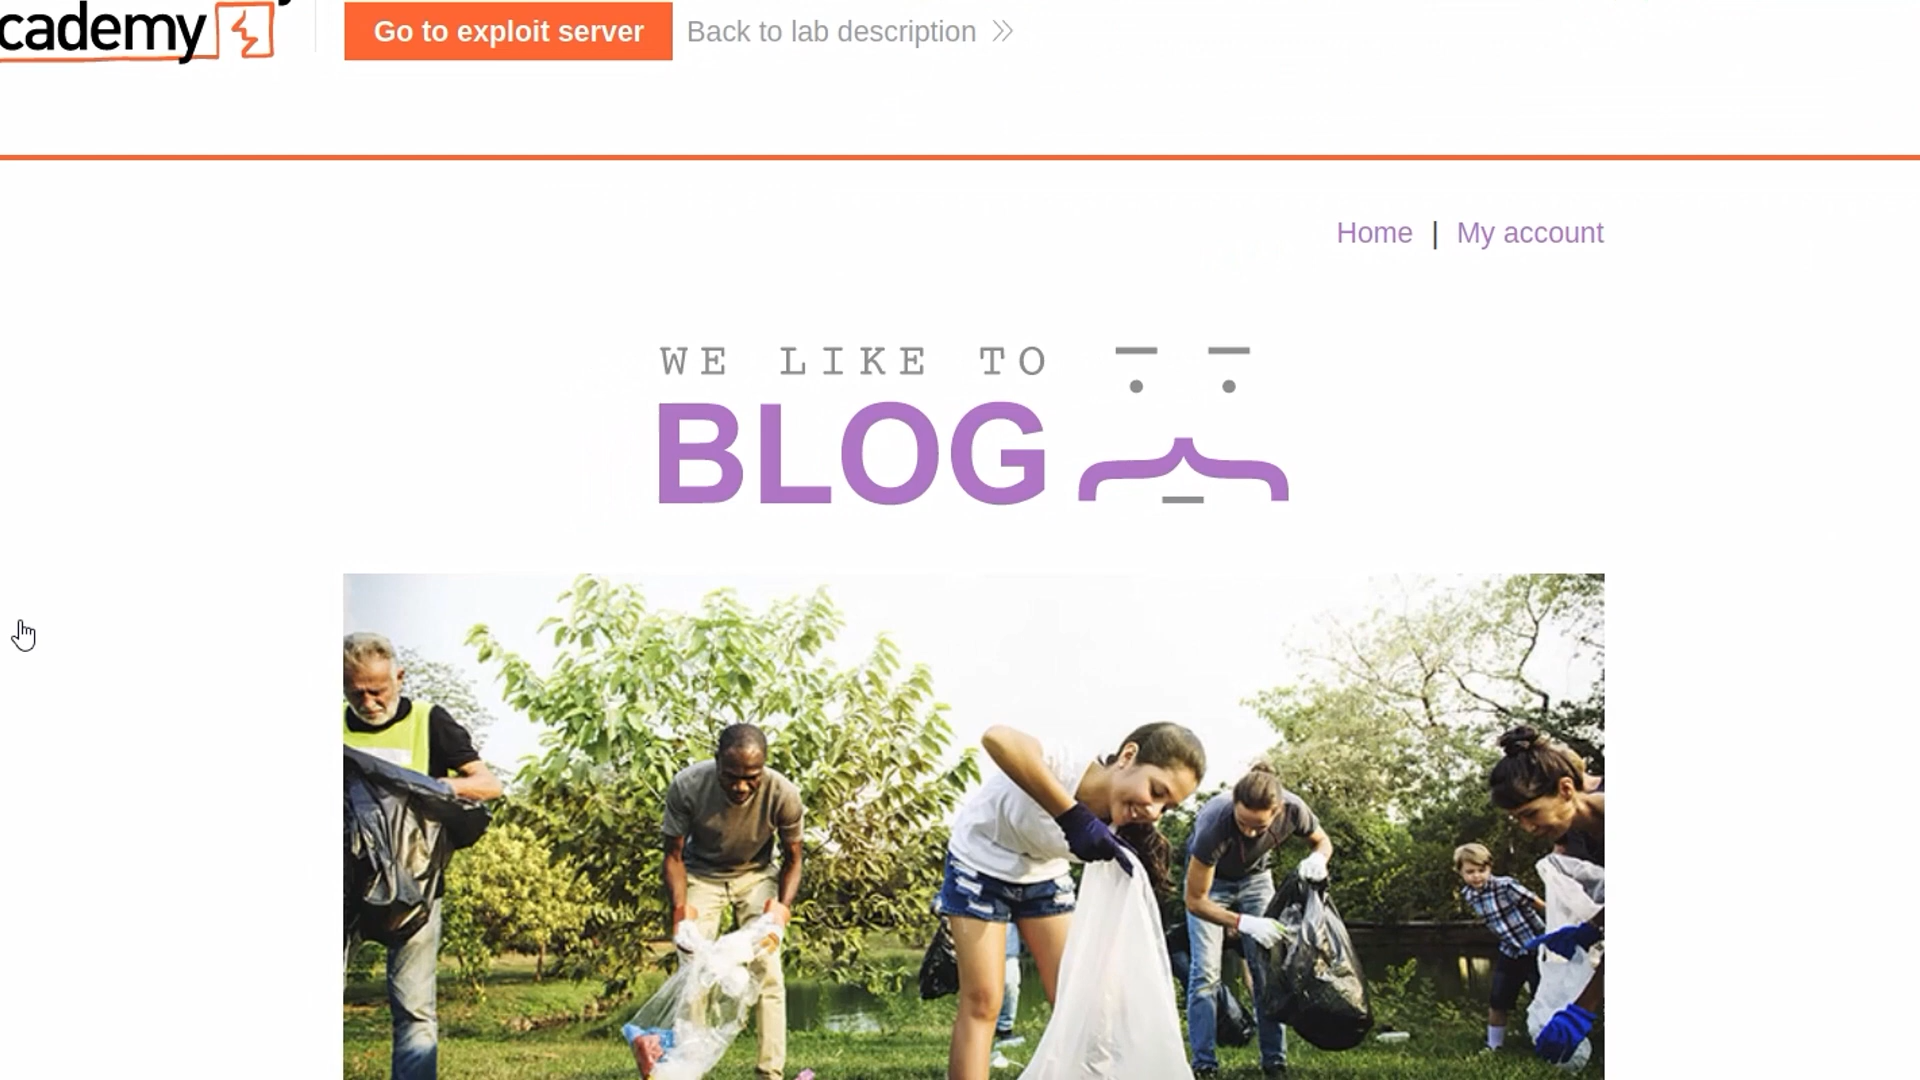 cademy
Go to exploit server
Back to lab description
Home | My account
WE LIKE TO
BLOG